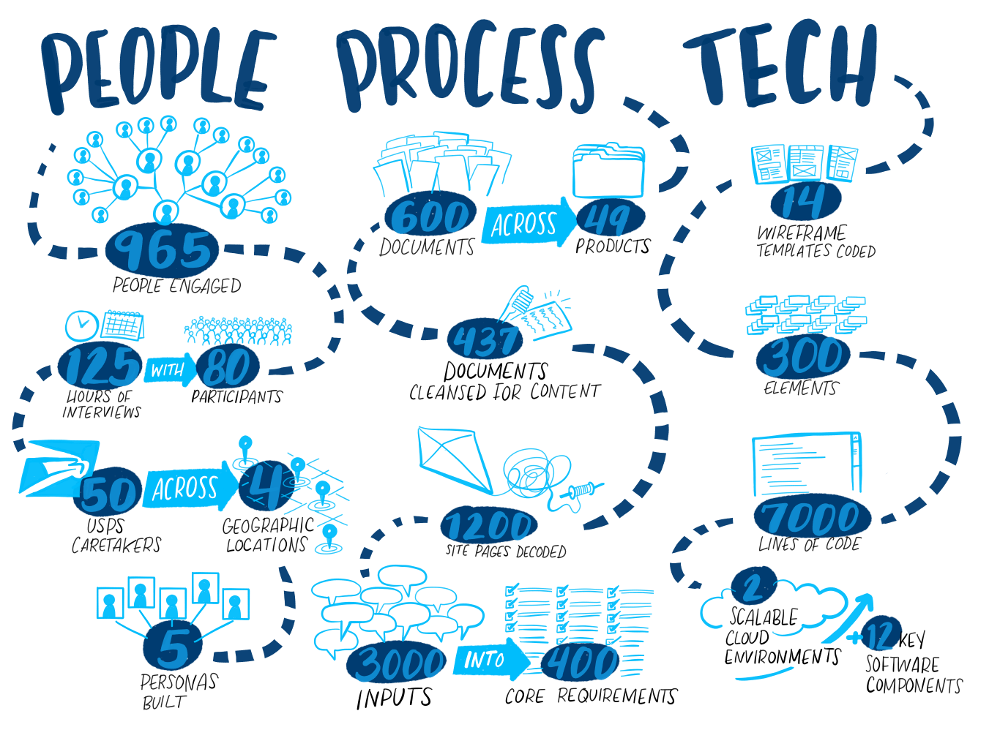 PEOPLE
965
PEOPLE ENGAGED
125 WITH 80
HOURS OF
INTERVIEWS
PARTICIPANTS
50 ACROSS 4
USPS
CARETAKERS
GEOGRAPHIC
LOCATIONS
5
PERSONAS
BUILT
PROCESS
600 ACROSS 49
DOCUMENTS
PRODUCTS
437
DOCUMENTS
CLEANSED FOR CONTENT
1200
SITE PAGES DECODED
3000 INTO 400
INPUTS
CORE REQUIREMENTS
TECH
14
WIREFRAME
TEMPLATES CODED
300
ELEMENTS
7000
LINES OF CODE
2
SCALABLE
CLOUD
ENVIRONMENTS
+12 KEY
SOFTWARE
COMPONENTS